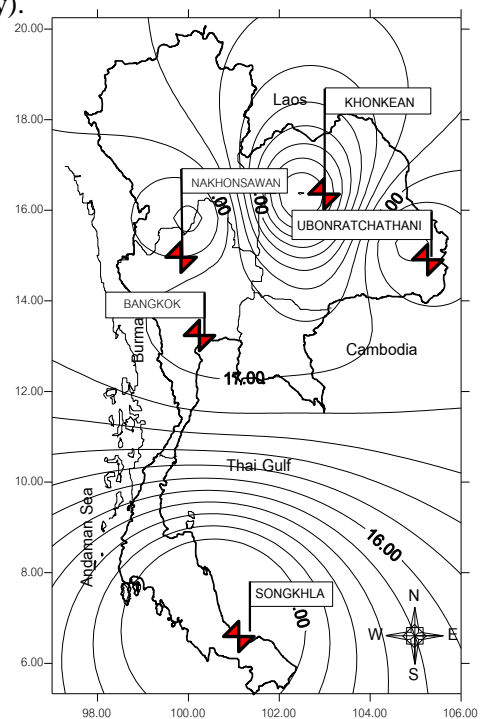 y).
20.00
18.00
16.00
14.00
12.00
10.00
8.00
6.00
Laos
KHONKEAN
NAKHONSAWAN
UBONRATCHATHANI
BANGKOK
Burma
Cambodia
17.00
Thai Gulf
Andaman Sea
16.00
SONGKHLA
N
W
E
S
98.00
100.00
102.00
104.00
106.00